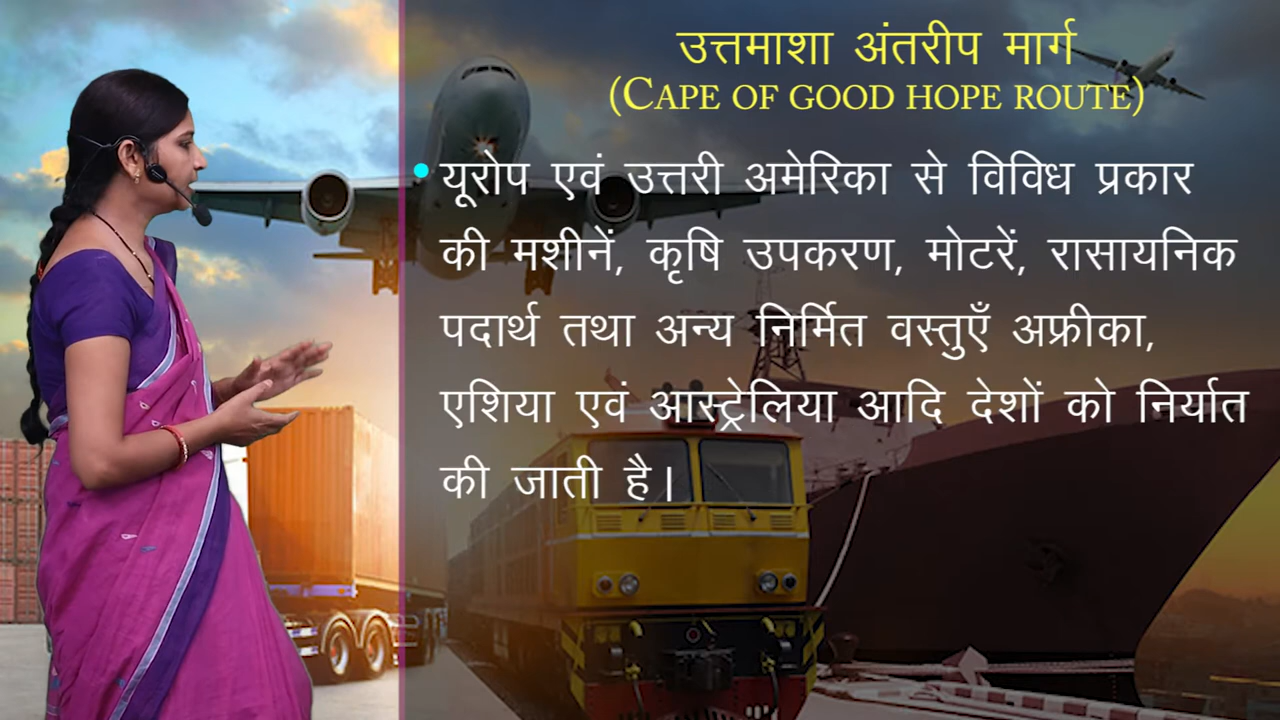 उत्तमाशा अंतरीप मार्ग
(CAPE OF GOOD HOPE ROUTE)
• यूरोप एवं उत्तरी अमेरिका से विविध प्रकार
की मशीनें, कृषि उपकरण, मोटरें, रासायनिक
पदार्थ तथा अन्य निर्मित वस्तुएँ अफ्रीका,
एशिया एवं आस्ट्रेलिया आदि देशों को निर्यात
की जाती है।